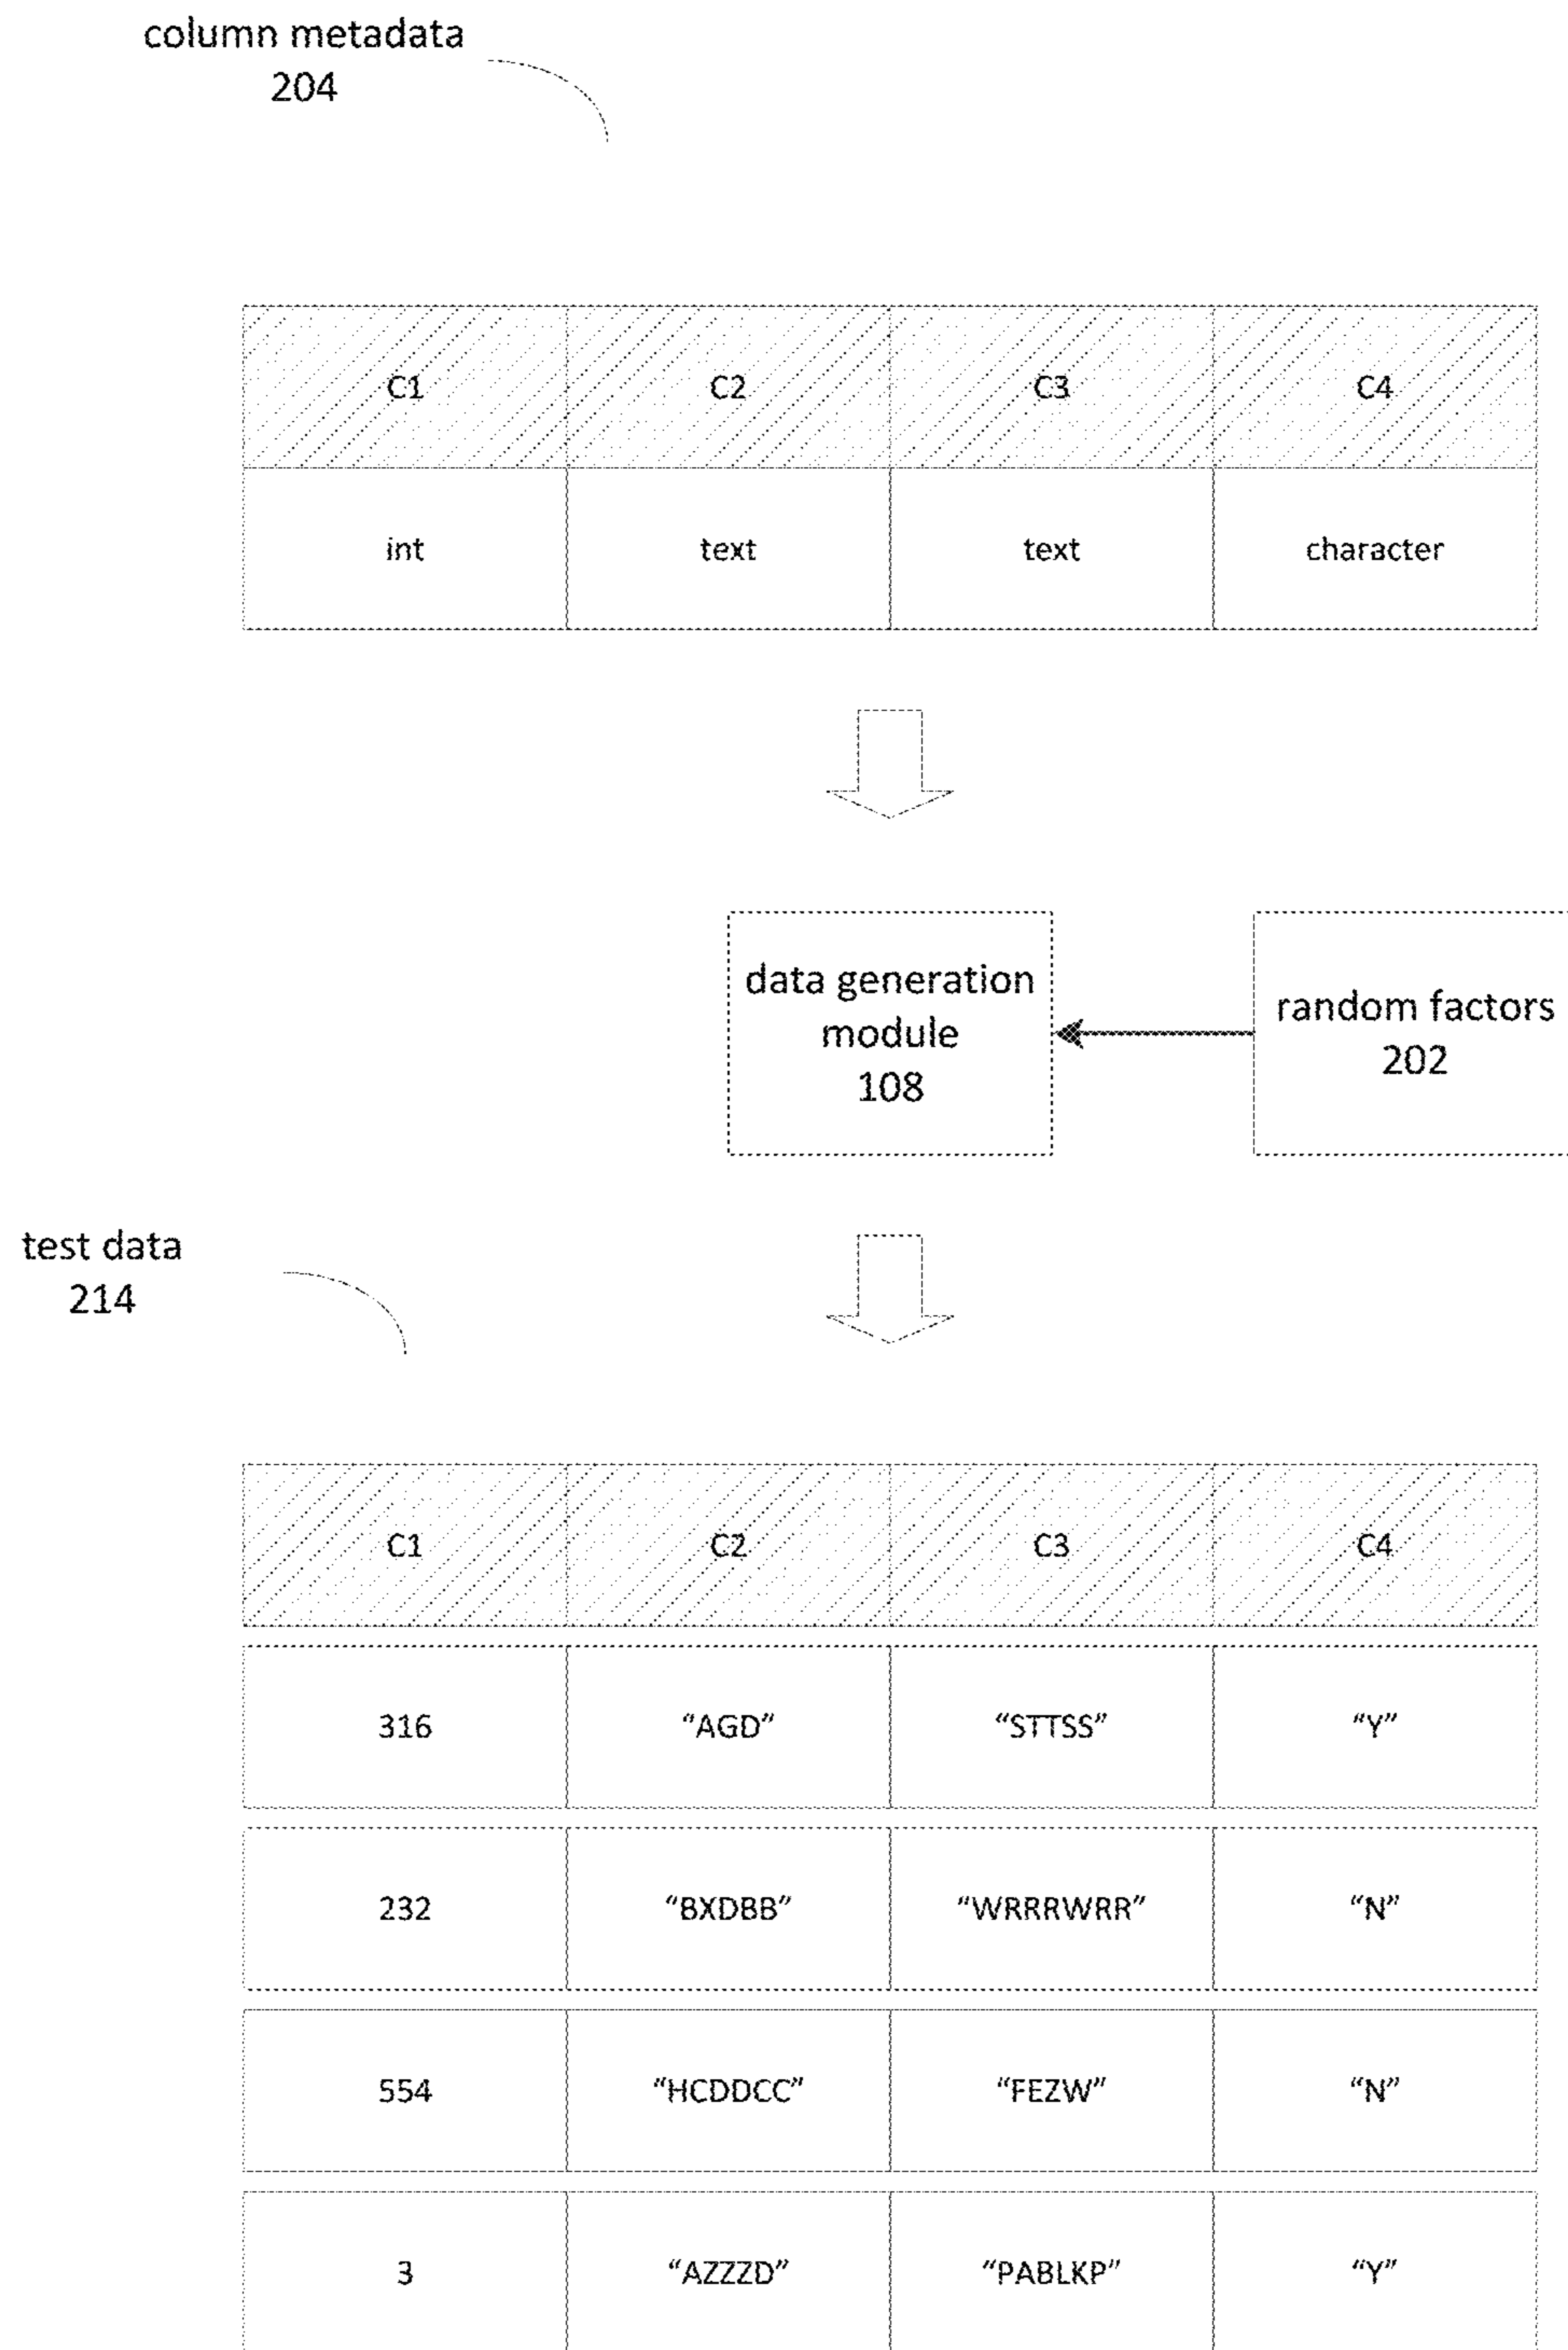 column metadata
204
C1 C2 C3 C4
int text text character
data generation
module
108
random factors
202
test data
214
C1 C2 C3 C4
316 “AGD” “STTSS” “Y”
232 “BXDBB” “WRRRWRR” “N”
554 “HCDDCC” “FEZW” “N”
3 “AZZZD” “PABLKP” “Y”